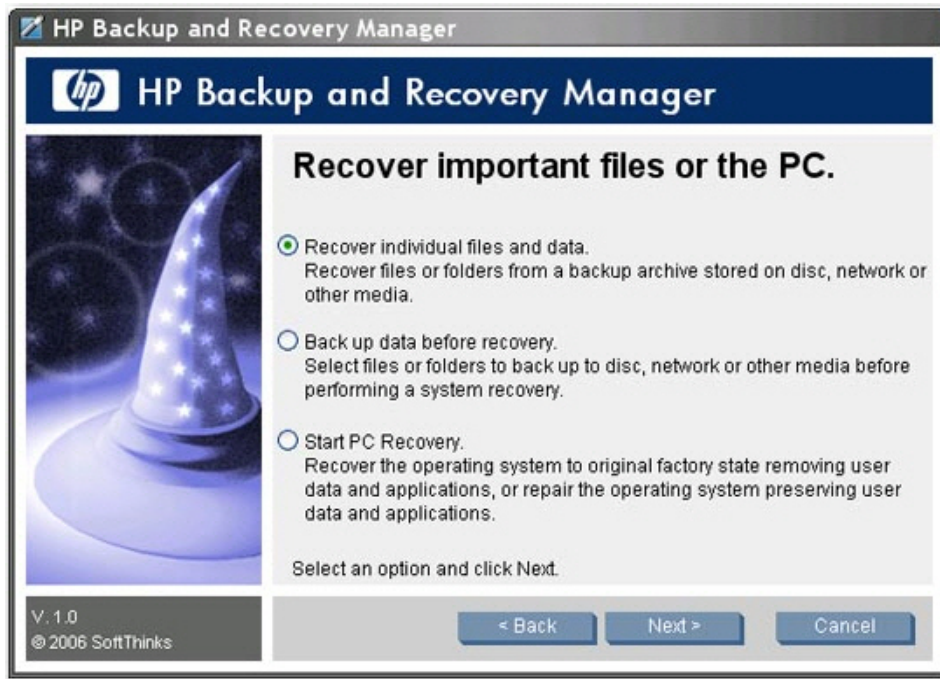 HP Backup and Recovery Manager
hp HP Backup and Recovery Manager
Recover important files or the PC.
Recover individual files and data.
Recover files or folders from a backup archive stored on disc, network or
other media.
Back up data before recovery.
Select files or folders to back up to disc, network or other media before
performing a system recovery.
Start PC Recovery.
Recover the operating system to original factory state removing user
data and applications, or repair the operating system preserving user
data and applications.
Select an option and click Next.
V. 1.0
© 2006 SoftThinks
< Back Next > Cancel